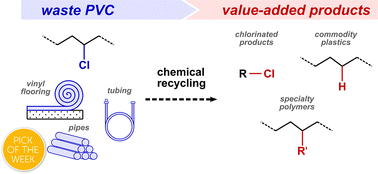 waste PVC
value-added products
Cl
vinyl
flooring
tubing
pipes
PICK
OF THE
WEEK
chemical
recycling
chlorinated
products
R—Cl
commodity
plastics
H
specialty
polymers
R'